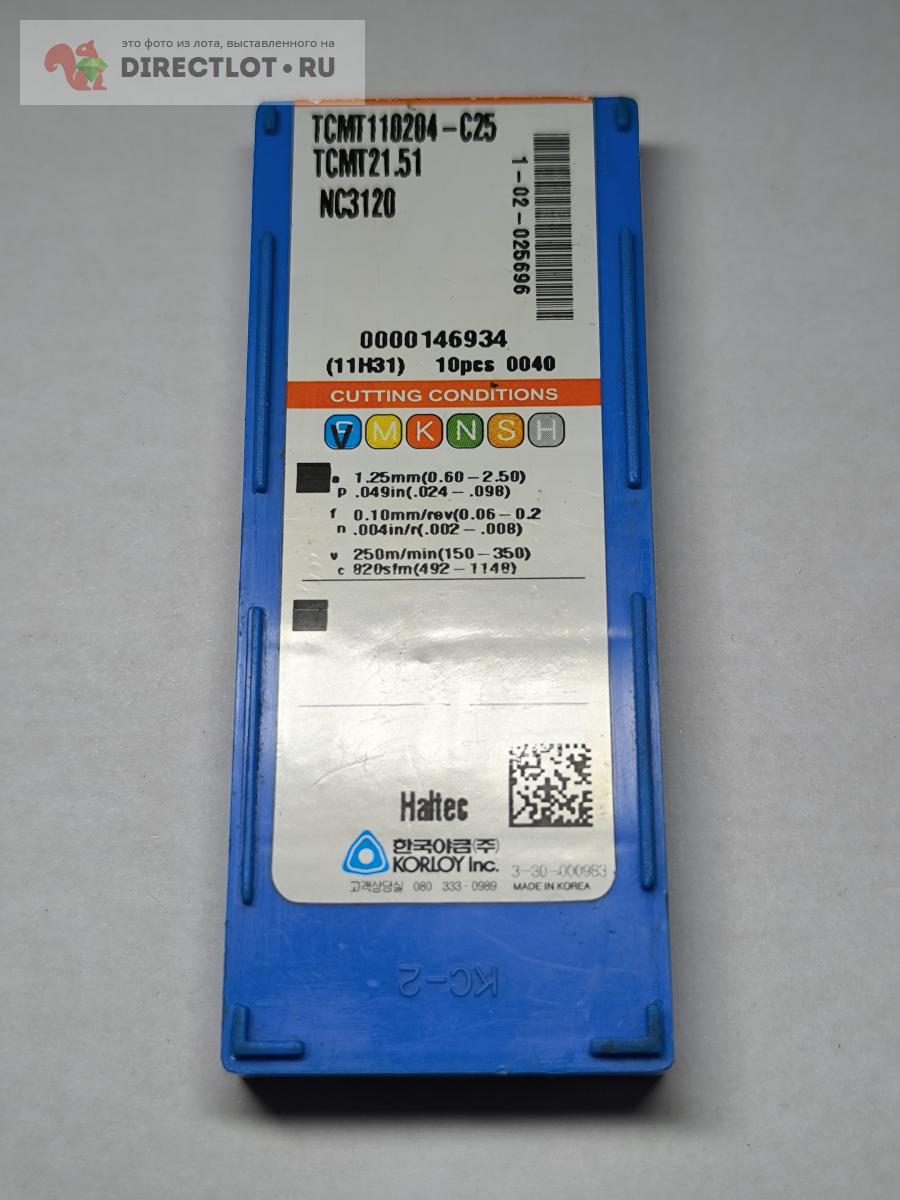 это фото из лота, выставленного на
DIRECTLOT•RU
TCMT110204-C25
TCMT21.51
NC3120
1-02-025696
0000146934
(11H31) 10pcs 0040
CUTTING CONDITIONS
P M K N S H
a 1.25mm(0.60-2.50)
p .049in(.024-.098)
f 0.10mm/rev(0.06-0.2
n .004in/r(.002-.008)
v 250m/min(150-350)
c 820sfm(492-1148)
Haltec
한국야금(주)
KORLOY Inc.
3-30-000983
고객상담실 080 333-0989 MADE IN KOREA
KC-2